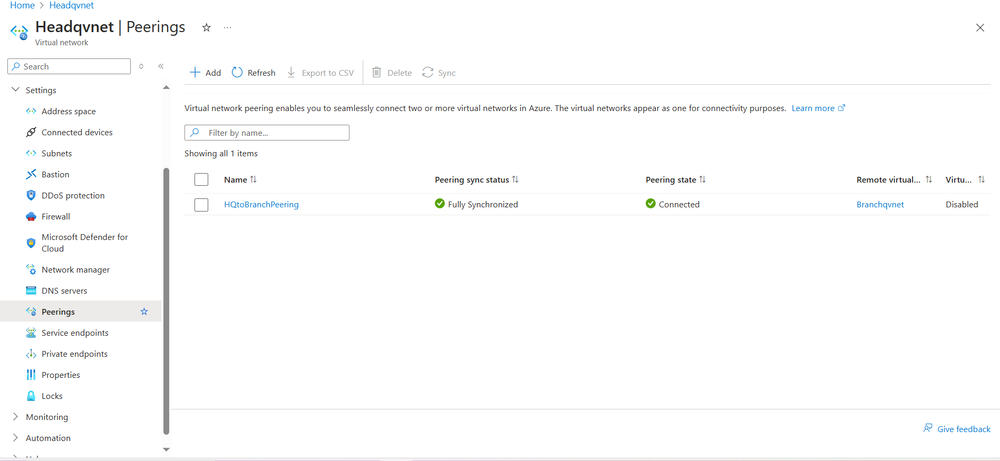 Home > Headqvnet
Headqvnet | Peerings
Virtual network
Search
Settings
Address space
Connected devices
Subnets
Bastion
DDoS protection
Firewall
Microsoft Defender for
Cloud
Network manager
DNS servers
Peerings
Service endpoints
Private endpoints
Properties
Locks
Monitoring
Automation
Add Refresh Export to CSV Delete Sync
Virtual network peering enables you to seamlessly connect two or more virtual networks in Azure. The virtual networks appear as one for connectivity purposes. Learn more
Filter by name...
Showing all 1 items
Name Peering sync status Peering state Remote virtual... Virtu...
HQtoBranchPeering Fully Synchronized Connected Branchqvnet Disabled
Give feedback